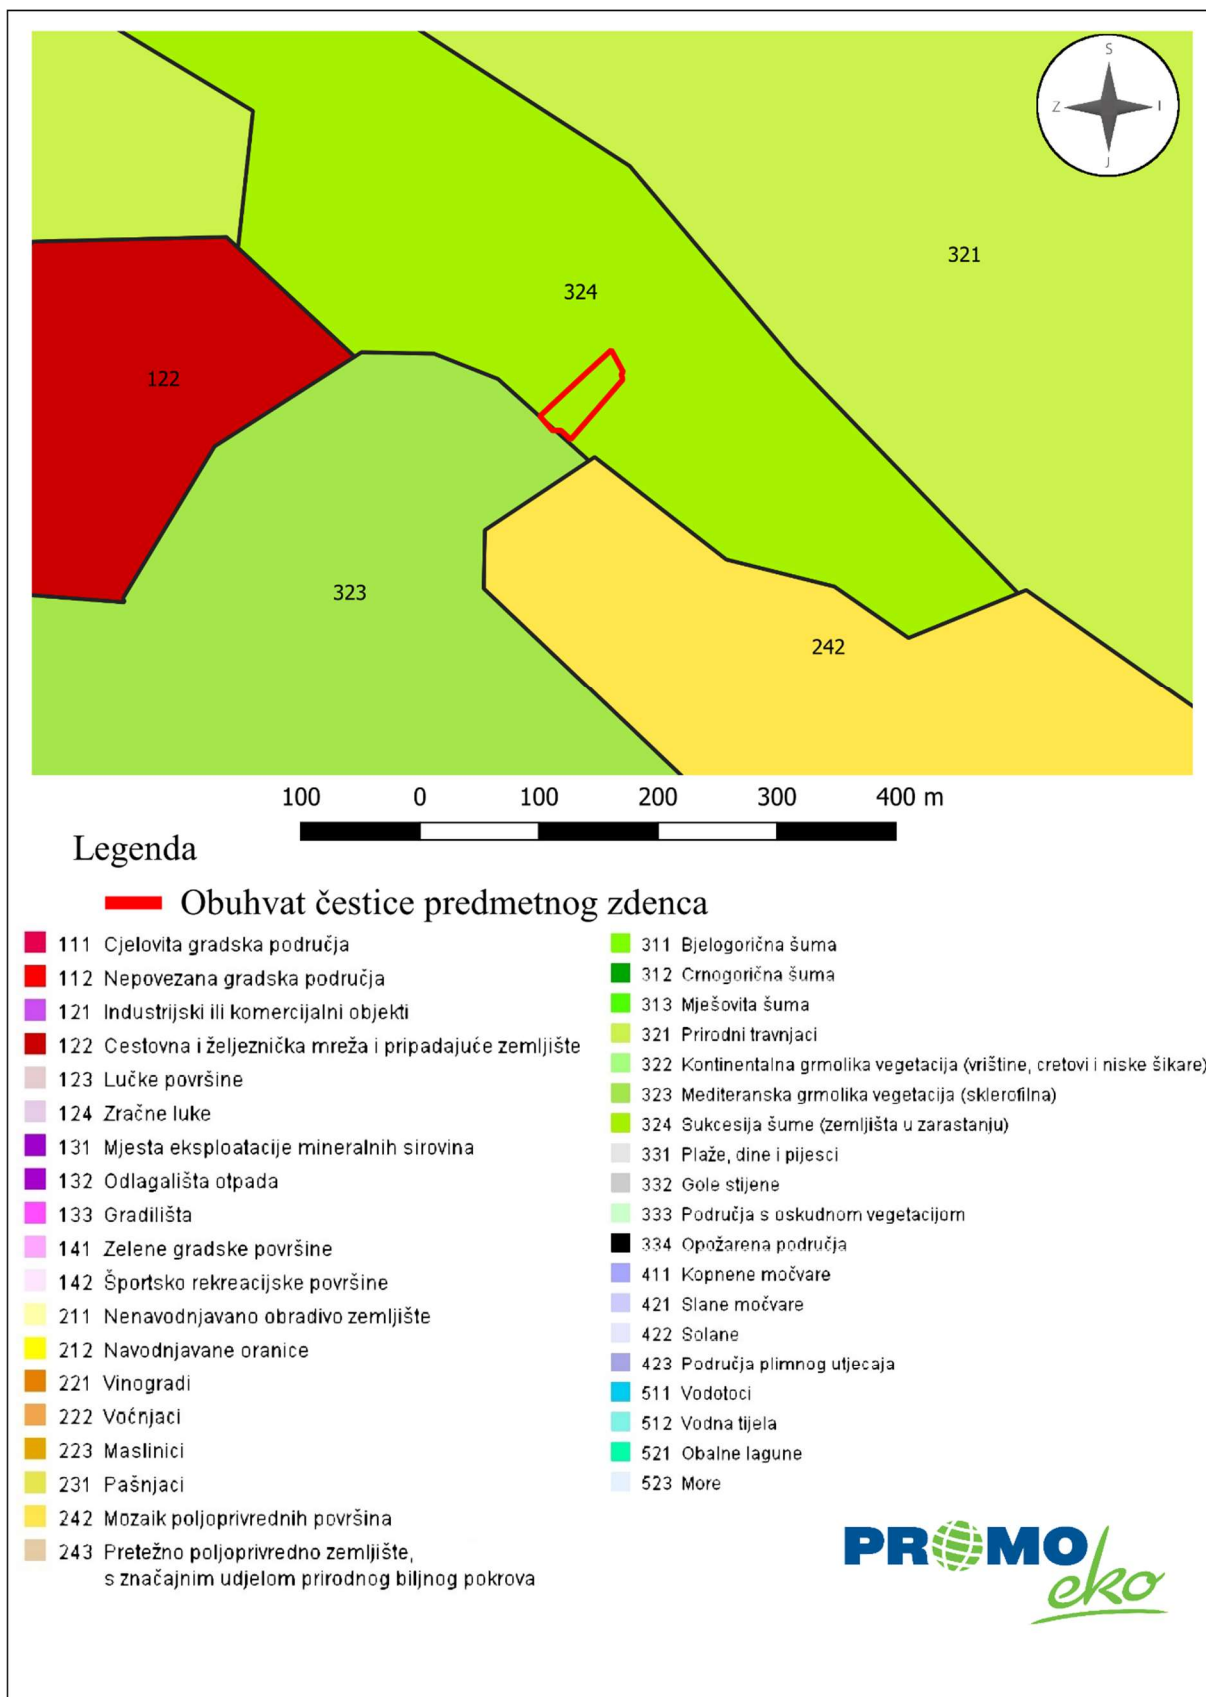 S
Z I
J
321
324
122
323
242
100 0 100 200 300 400 m
Legenda
Obuhvat čestice predmetnog zdenca
111 Cjelovita gradska područja
112 Nepovezana gradska područja
121 Industrijski ili komercijalni objekti
122 Cestovna i željeznička mreža i pripadajuće zemljište
123 Lučke površine
124 Zračne luke
131 Mjesta eksploatacije mineralnih sirovina
132 Odlagališta otpada
133 Gradilišta
141 Zelene gradske površine
142 Športsko rekreacijske površine
211 Nenavodnjavano obradivo zemljište
212 Navodnjavane oranice
221 Vinogradi
222 Voćnjaci
223 Maslinici
231 Pašnjaci
242 Mozaik poljoprivrednih površina
243 Pretežno poljoprivredno zemljište,
s značajnim udjelom prirodnog biljnog pokrova
311 Bjelogorična šuma
312 Crnogorična šuma
313 Mješovita šuma
321 Prirodni travnjaci
322 Kontinentalna grmolika vegetacija (vrištine, cretovi i niske šikare)
323 Mediteranska grmolika vegetacija (sklerofilna)
324 Sukcesija šume (zemljišta u zarastanju)
331 Plaže, dine i pijesci
332 Gole stijene
333 Područja s oskudnom vegetacijom
334 Opožarena područja
411 Kopnene močvare
421 Slane močvare
422 Solane
423 Područja plimnog utjecaja
511 Vodotoci
512 Vodna tijela
521 Obalne lagune
523 More
PROMO
eko